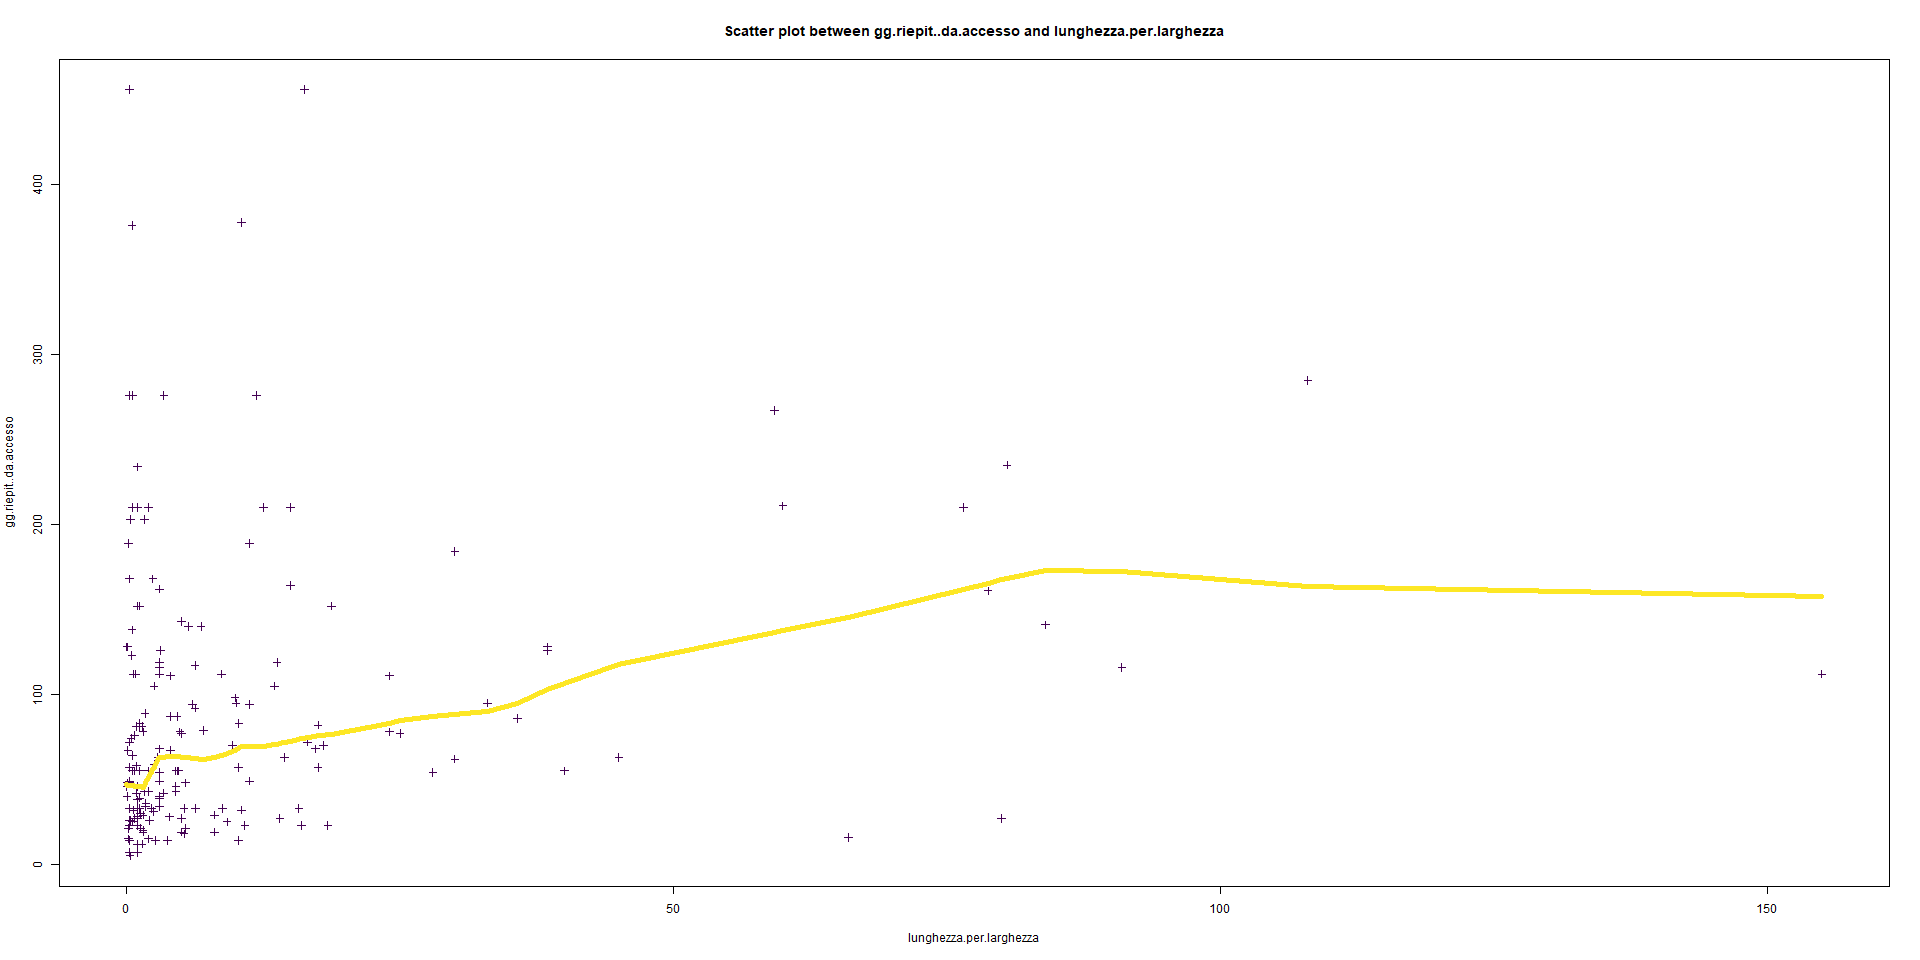 Scatter plot between gg.riepit..da.accesso and lunghezza.per.larghezza
400
300
200
100
0
gg.riepit..da.accesso
0 50 100 150
lunghezza.per.larghezza